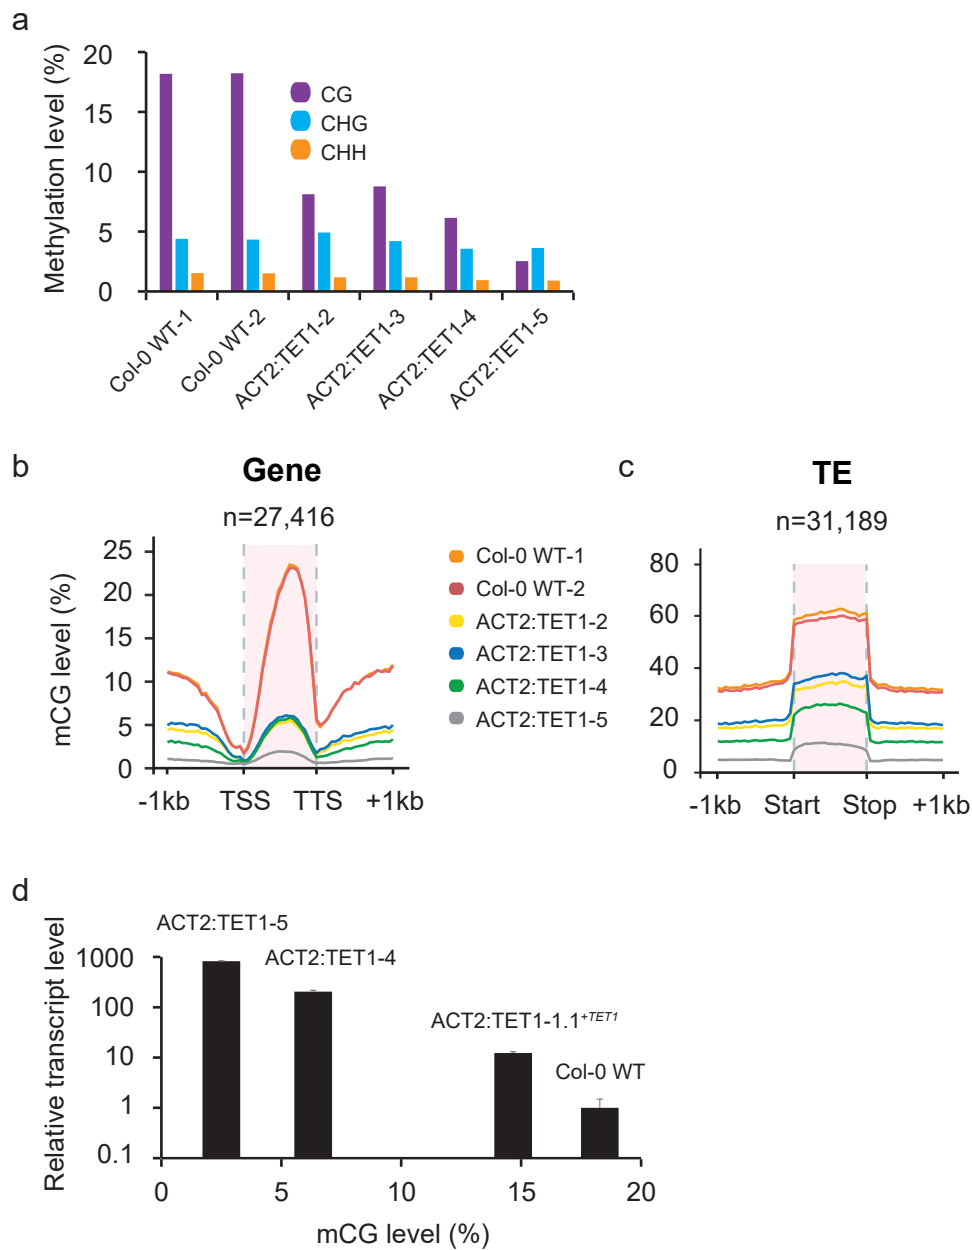 a
Methylation level (%)
20
15
10
5
0
CG
CHG
CHH
Col-0 WT-1
Col-0 WT-2
ACT2:TET1-2
ACT2:TET1-3
ACT2:TET1-4
ACT2:TET1-5
b
Gene
n=27,416
mCG level (%)
25
20
15
10
5
0
-1kb
TSS
TTS
+1kb
Col-0 WT-1
Col-0 WT-2
ACT2:TET1-2
ACT2:TET1-3
ACT2:TET1-4
ACT2:TET1-5
c
TE
n=31,189
80
60
40
20
0
-1kb
Start
Stop
+1kb
d
Relative transcript level
1000
100
10
1
0.1
ACT2:TET1-5
ACT2:TET1-4
ACT2:TET1-1.1+TET1
Col-0 WT
0
5
10
15
20
mCG level (%)